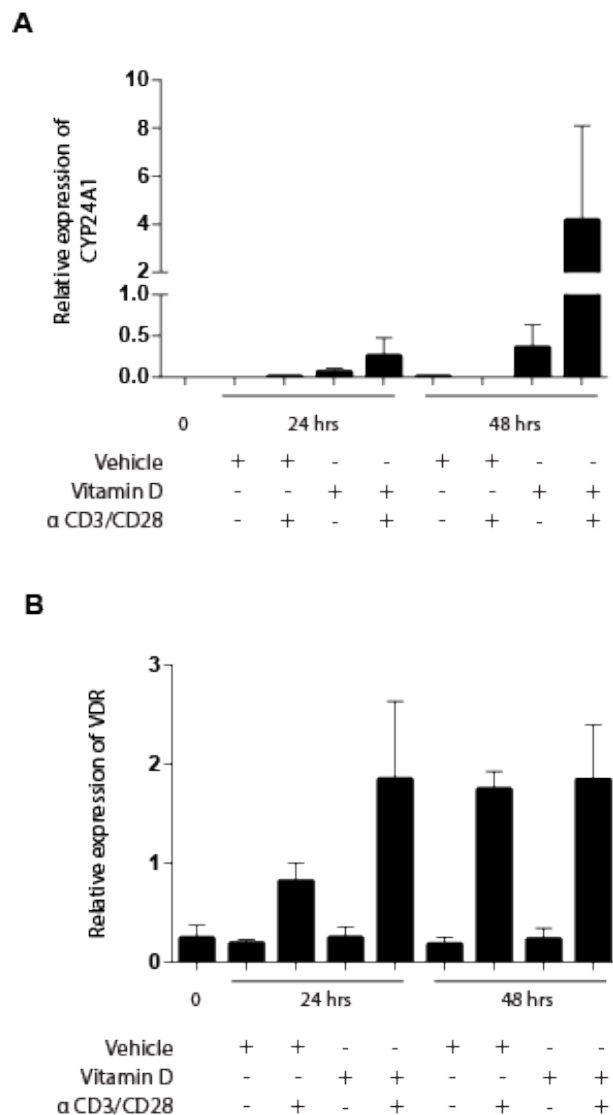 A
Relative expression of
CYP24A1
10
8
6
4
2
1.0
0.5
0.0
0 24 hrs 48 hrs
Vehicle + + - - + + - -
Vitamin D - - + + - - + +
α CD3/CD28 - + - + - + - +
B
Relative expression of VDR
3
2
1
0
0 24 hrs 48 hrs
Vehicle + + - - + + - -
Vitamin D - - + + - - + +
α CD3/CD28 - + - + - + - +